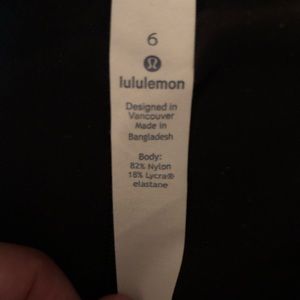 6
lululemon
Designed in
Vancouver
Made in
Bangladesh
Body:
82% Nylon
18% Lycra®
elastane